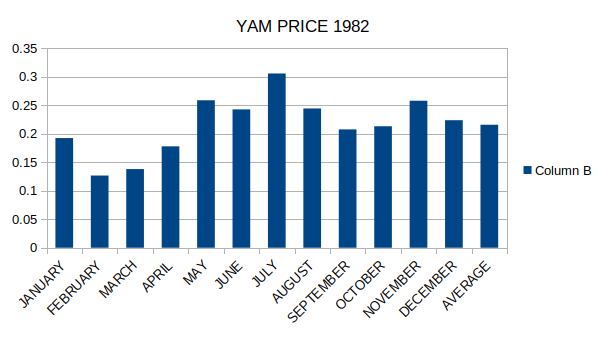 YAM PRICE 1982
0.35
0.3
0.25
0.2
0.15
0.1
0.05
0
Column B
JANUARY
FEBRUARY
MARCH
APRIL
MAY
JUNE
JULY
AUGUST
SEPTEMBER
OCTOBER
NOVEMBER
DECEMBER
AVERAGE